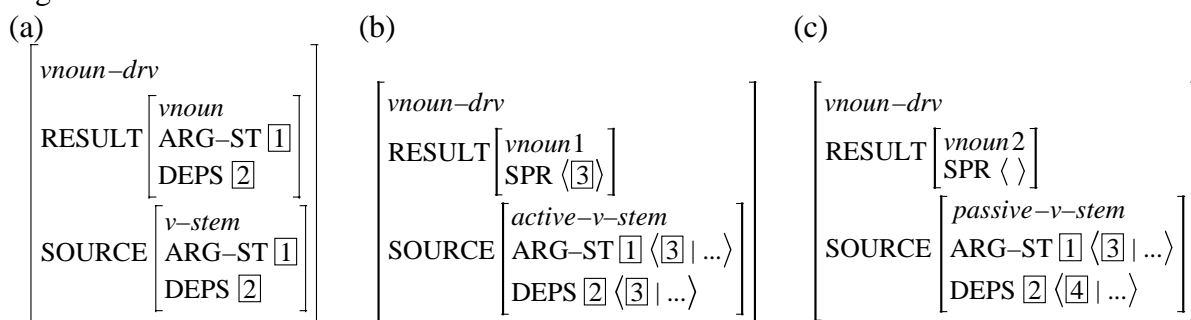 (a) (b) (c)
vnoun–drv
RESULT [vnoun
ARG–ST [1]
DEPS [2]]
SOURCE [v–stem
ARG–ST [1]
DEPS [2]]
vnoun–drv
RESULT [vnoun1
SPR ⟨[3]⟩]
SOURCE [active–v–stem
ARG–ST [1] ⟨[3] | ...⟩
DEPS [2] ⟨[3] | ...⟩]
vnoun–drv
RESULT [vnoun2
SPR ⟨ ⟩]
SOURCE [passive–v–stem
ARG–ST [1] ⟨[3] | ...⟩
DEPS [2] ⟨[4] | ...⟩]